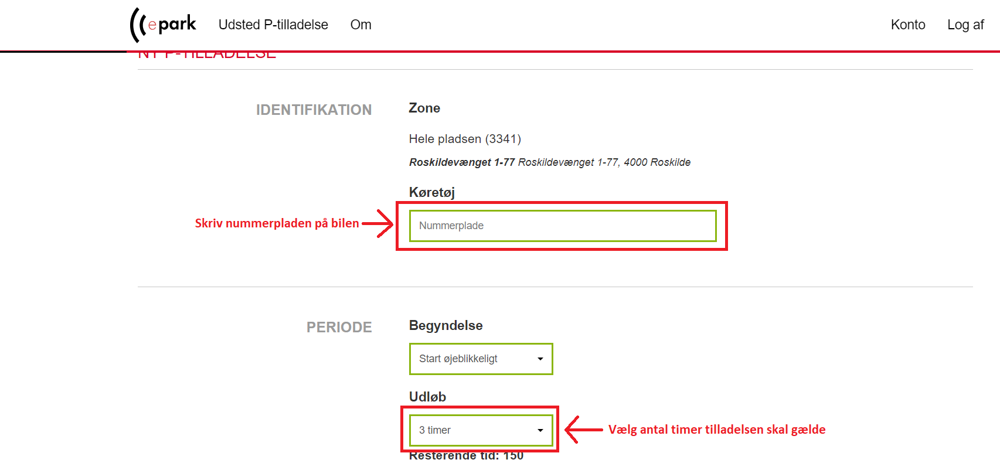 epark Udsted P-tilladelse Om Konto Log af
NY P-TILLADELSE
IDENTIFIKATION
Zone
Hele pladsen (3341)
Roskildevænget 1-77 Roskildevænget 1-77, 4000 Roskilde
Køretøj
Skriv nummerpladen på bilen
Nummerplade
PERIODE
Begyndelse
Start øjeblikkeligt
Udløb
3 timer
Vælg antal timer tilladelsen skal gælde
Resterende tid: 150